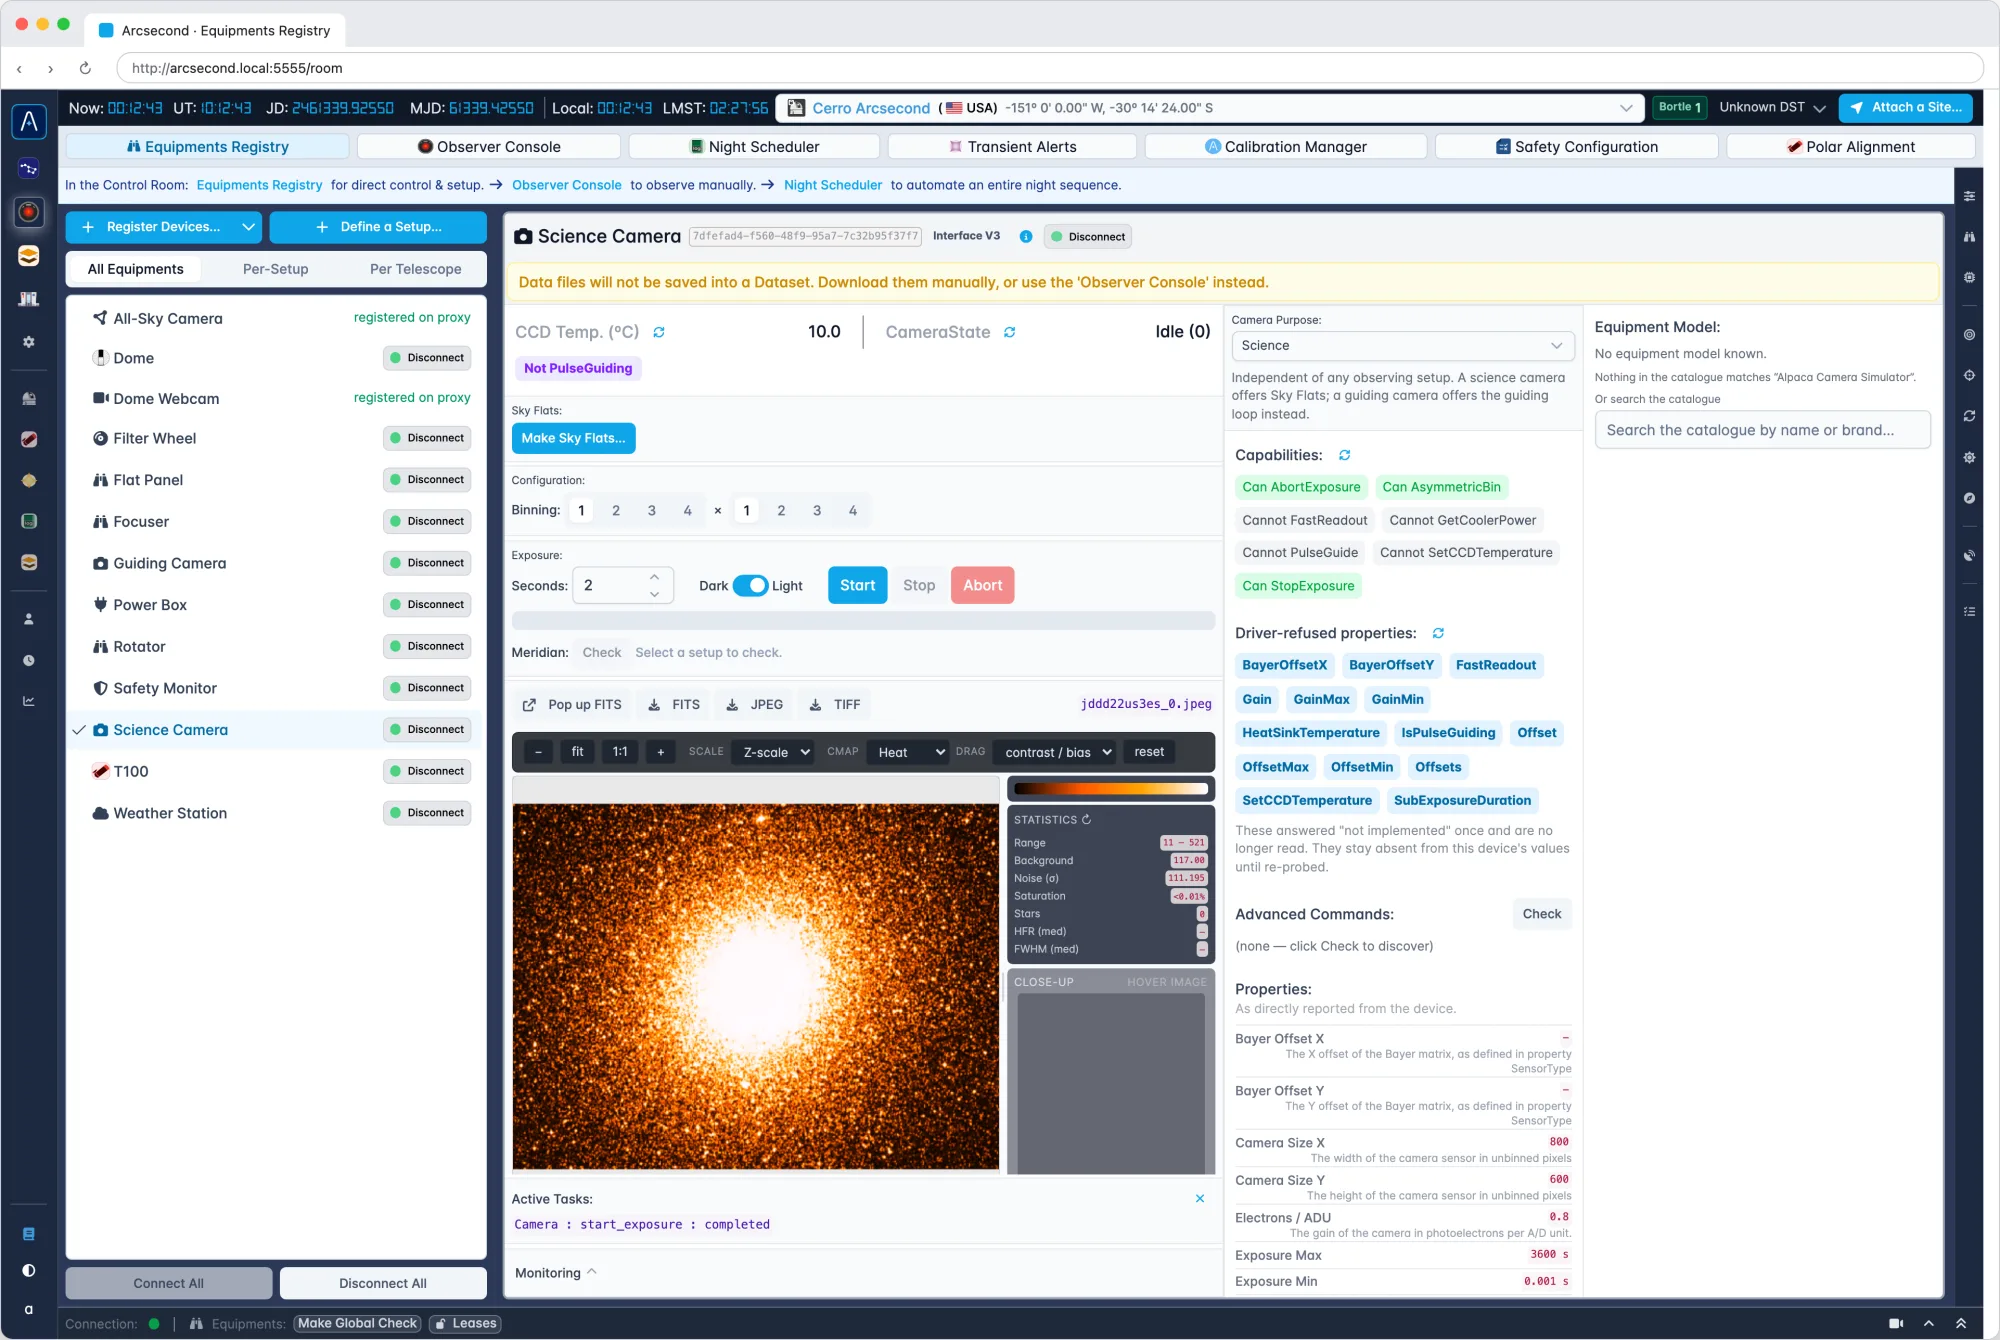 Arcsecond · Equipments Registry
http://arcsecond.local:5555/room
Now: 00:12:43 UT: 10:12:43 JD: 2461339.92550 MJD: 61339.42550 Local: 00:12:43 LMST: 02:27:56 Cerro Arcsecond ( USA) -151° 0' 0.00" W, -30° 14' 24.00" S Bortle 1 Unknown DST Attach a Site...
Equipments Registry Observer Console Night Scheduler Transient Alerts Calibration Manager Safety Configuration Polar Alignment
In the Control Room: Equipments Registry for direct control & setup. → Observer Console to observe manually. → Night Scheduler to automate an entire night sequence.
+ Register Devices... + Define a Setup...
All Equipments Per-Setup Per Telescope
All-Sky Camera registered on proxy
Dome Disconnect
Dome Webcam registered on proxy
Filter Wheel Disconnect
Flat Panel Disconnect
Focuser Disconnect
Guiding Camera Disconnect
Power Box Disconnect
Rotator Disconnect
Safety Monitor Disconnect
Science Camera Disconnect
T100 Disconnect
Weather Station Disconnect
Connect All Disconnect All
Science Camera 7dfefad4-f560-48f9-95a7-7c32b95f37f7 Interface V3 Disconnect
Data files will not be saved into a Dataset. Download them manually, or use the 'Observer Console' instead.
CCD Temp. (°C) 10.0 CameraState Idle (0)
Not PulseGuiding
Sky Flats:
Make Sky Flats...
Configuration:
Binning: 1 2 3 4 × 1 2 3 4
Exposure:
Seconds: 2 Dark Light Start Stop Abort
Meridian: Check Select a setup to check.
Pop up FITS FITS JPEG TIFF jddd22us3es_0.jpeg
− fit 1:1 + SCALE Z-scale CMAP Heat DRAG contrast / bias reset
STATISTICS
Range 11 – 521
Background 117.00
Noise (σ) 111.195
Saturation <0.01%
Stars 0
HFR (med) –
FWHM (med) –
CLOSE-UP HOVER IMAGE
Active Tasks:
Camera : start_exposure : completed
Monitoring
Camera Purpose:
Science
Independent of any observing setup. A science camera
offers Sky Flats; a guiding camera offers the guiding
loop instead.
Capabilities:
Can AbortExposure Can AsymmetricBin
Cannot FastReadout Cannot GetCoolerPower
Cannot PulseGuide Cannot SetCCDTemperature
Can StopExposure
Driver-refused properties:
BayerOffsetX BayerOffsetY FastReadout
Gain GainMax GainMin
HeatSinkTemperature IsPulseGuiding Offset
OffsetMax OffsetMin Offsets
SetCCDTemperature SubExposureDuration
These answered "not implemented" once and are no
longer read. They stay absent from this device's values
until re-probed.
Advanced Commands: Check
(none — click Check to discover)
Properties:
As directly reported from the device.
Bayer Offset X –
The X offset of the Bayer matrix, as defined in property
SensorType
Bayer Offset Y –
The Y offset of the Bayer matrix, as defined in property
SensorType
Camera Size X 800
The width of the camera sensor in unbinned pixels
Camera Size Y 600
The height of the camera sensor in unbinned pixels
Electrons / ADU 0.8
The gain of the camera in photoelectrons per A/D unit.
Exposure Max 3600 s
Exposure Min 0.001 s
Equipment Model:
No equipment model known.
Nothing in the catalogue matches "Alpaca Camera Simulator".
Or search the catalogue
Search the catalogue by name or brand...
Connection: Equipments: Make Global Check Leases